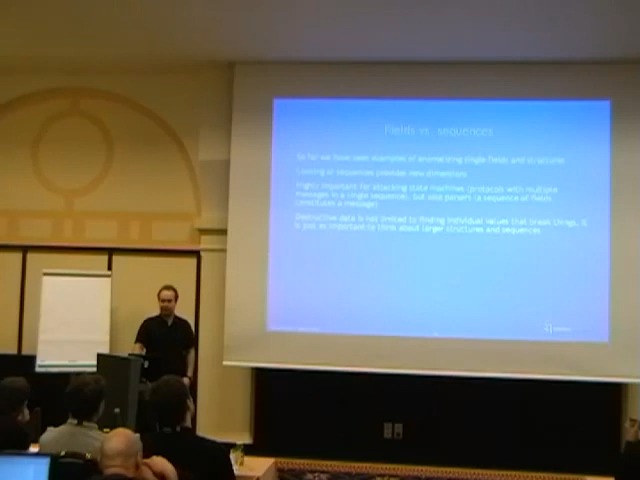 Fields vs. sequences
So far we have seen examples of anomalizing single fields and structures
Looking at sequences provides new dimensions
Highly important for attacking state machines (protocols with multiple
messages in a single sequence), but also parsers (a sequence of fields
constitutes a message)
Destructive data is not limited to finding individual values that break things, it
is just as important to think about larger structures and sequences